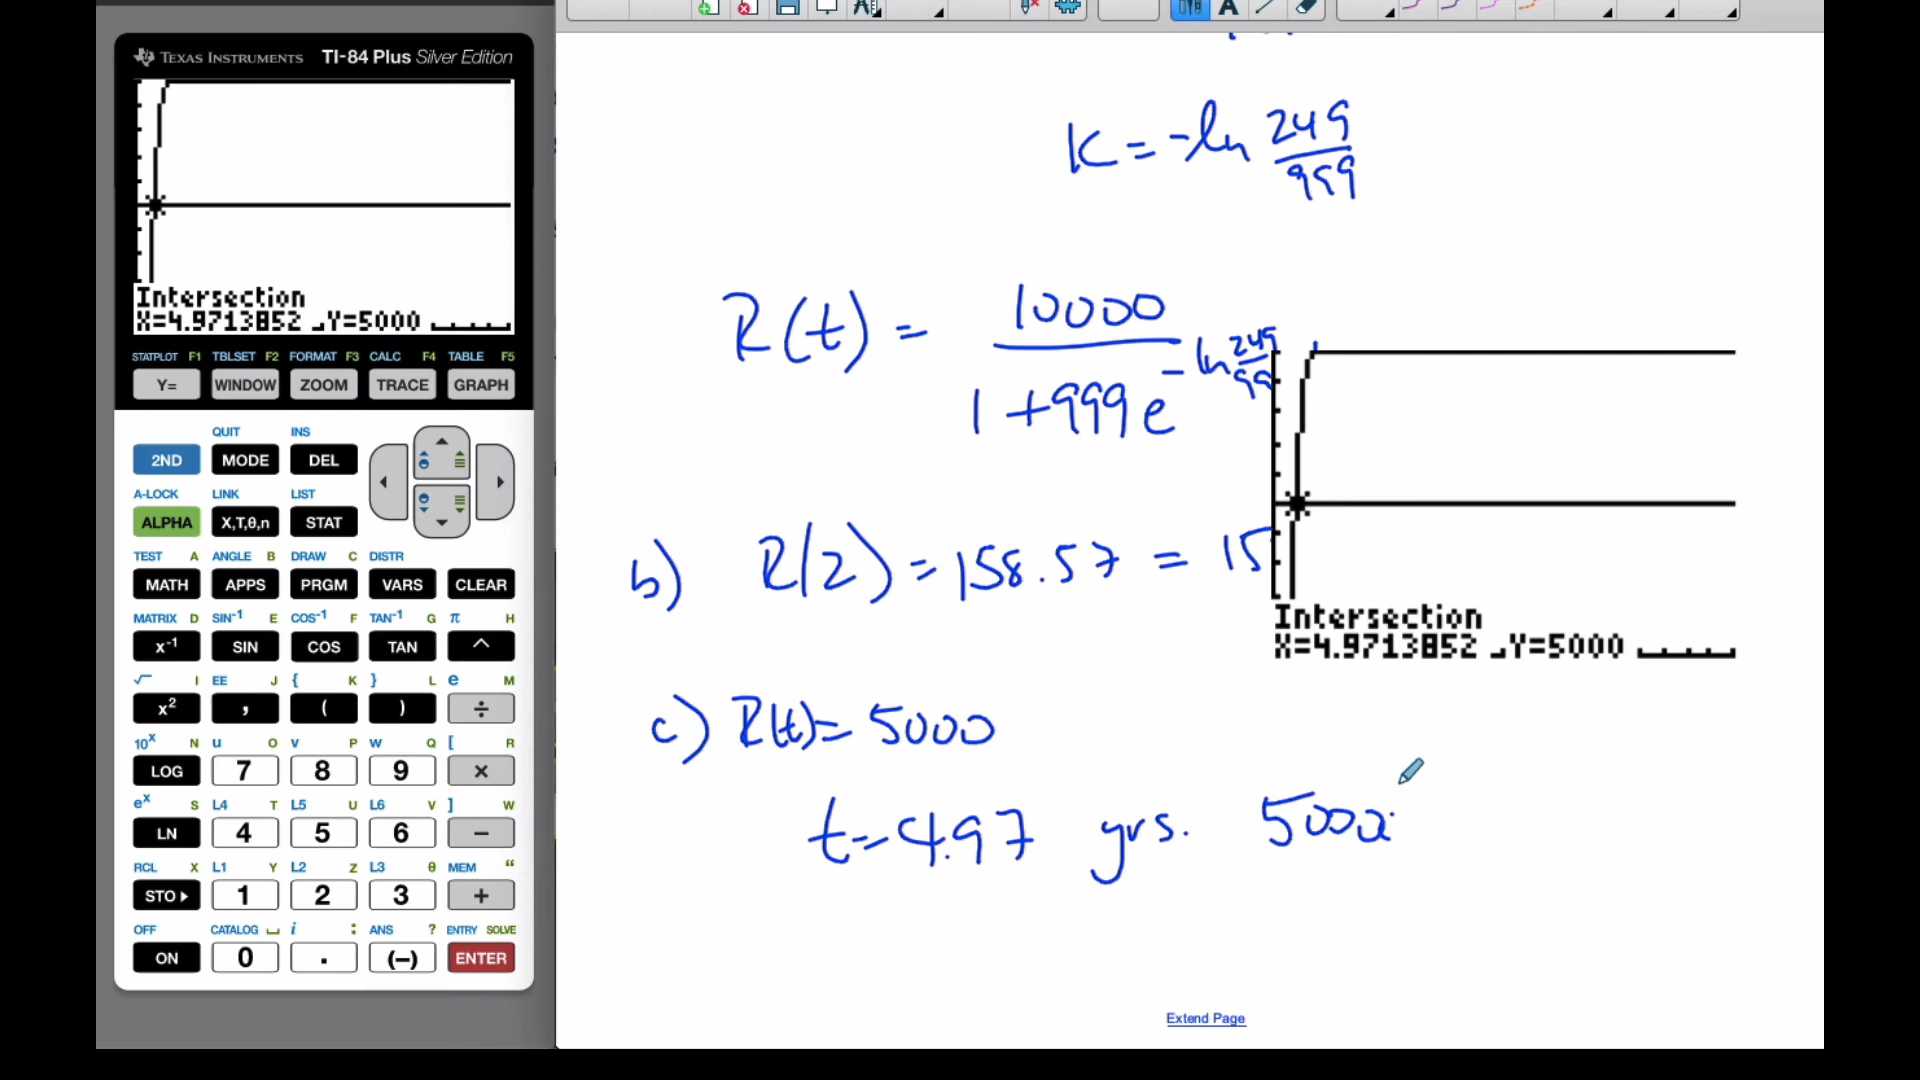 TEXAS INSTRUMENTS TI-84 Plus Silver Edition
Intersection
X=4.9713852 Y=5000
STATPLOT F1 TBLSET F2 FORMAT F3 CALC F4 TABLE F5
Y= WINDOW ZOOM TRACE GRAPH
QUIT INS
2ND MODE DEL
A-LOCK LINK LIST
ALPHA X,T,θ,n STAT
TEST A ANGLE B DRAW C DISTR
MATH APPS PRGM VARS CLEAR
MATRIX D SIN⁻¹ E COS⁻¹ F TAN⁻¹ G π H
x⁻¹ SIN COS TAN ^
√ I EE J { K } L e M
x² , ( ) ÷
10ˣ N u O v P w Q [ R
LOG 7 8 9 ×
eˣ S L4 T L5 U L6 V ] W
LN 4 5 6 −
RCL X L1 Y L2 Z L3 θ MEM "
STO▶ 1 2 3 +
OFF CATALOG ␣ i : ANS ? ENTRY SOLVE
ON 0 . (−) ENTER
A
K = -ln 249/999
R(t) = 10000
1+999e^- ln 249/99
b) R(2) = 158.57 = 15
Intersection
X=4.9713852 Y=5000
c) R(t) = 5000
t = 4.97 yrs.
Extend Page